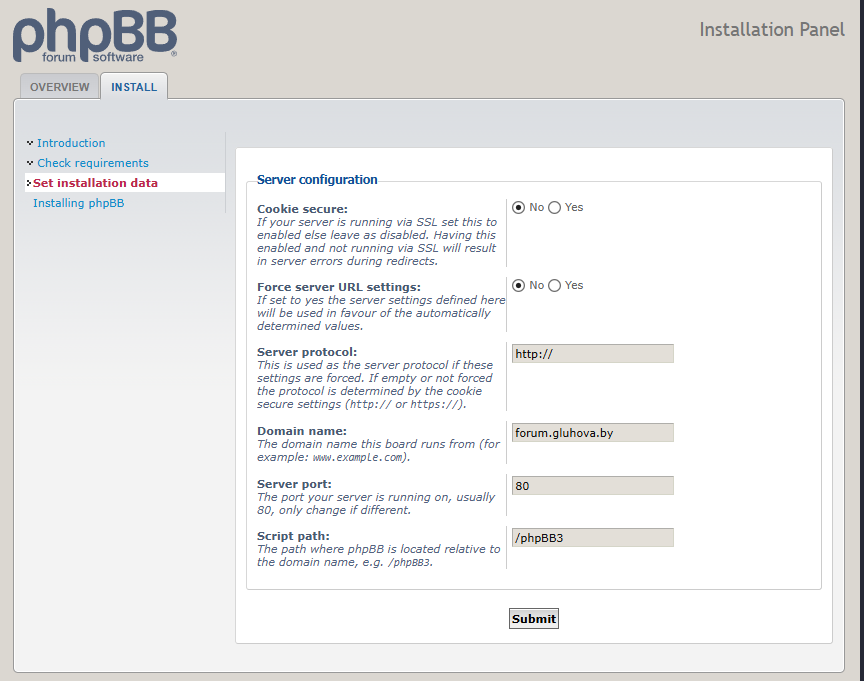 phpBB
forum software
®
Installation Panel
OVERVIEW
INSTALL
Introduction
Check requirements
Set installation data
Installing phpBB
Server configuration
Cookie secure:
If your server is running via SSL set this to
enabled else leave as disabled. Having this
enabled and not running via SSL will result
in server errors during redirects.
No Yes
Force server URL settings:
If set to yes the server settings defined here
will be used in favour of the automatically
determined values.
No Yes
Server protocol:
This is used as the server protocol if these
settings are forced. If empty or not forced
the protocol is determined by the cookie
secure settings (http:// or https://).
http://
Domain name:
The domain name this board runs from (for
example: www.example.com).
forum.gluhova.by
Server port:
The port your server is running on, usually
80, only change if different.
80
Script path:
The path where phpBB is located relative to
the domain name, e.g. /phpBB3.
/phpBB3
Submit